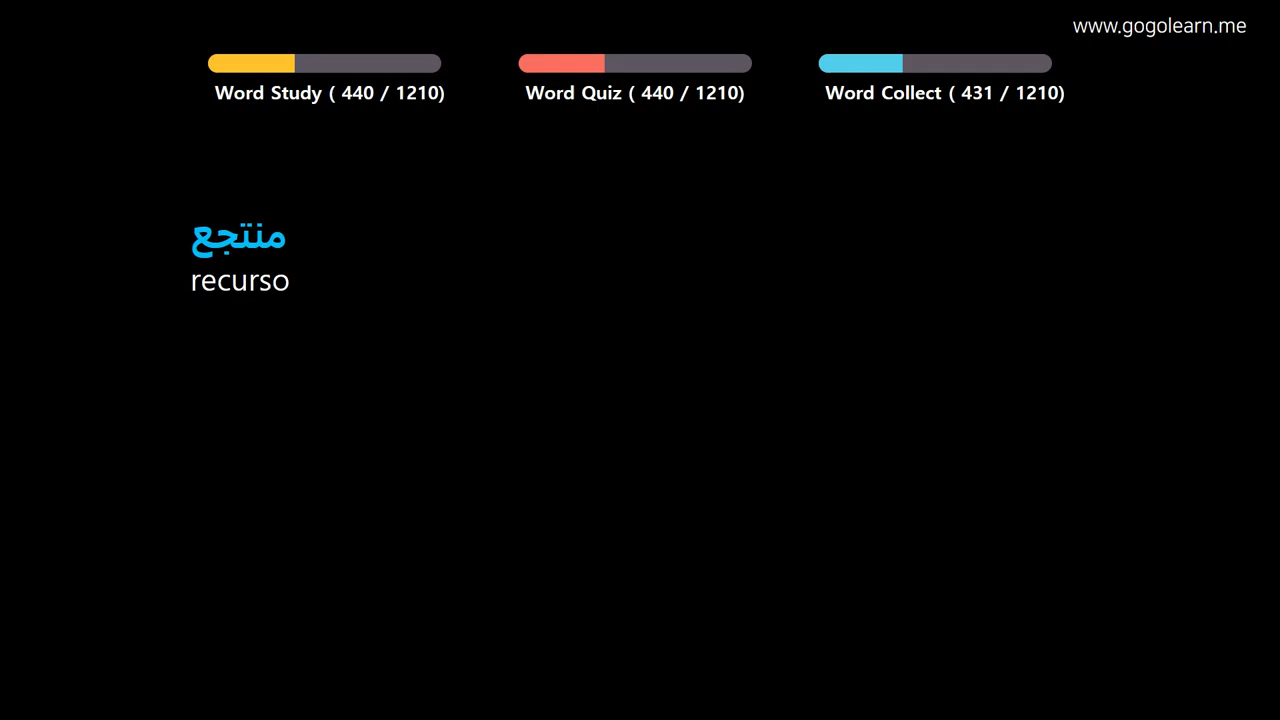 www.gogolearn.me
Word Study ( 440 / 1210)
Word Quiz ( 440 / 1210)
Word Collect ( 431 / 1210)
منتجع
recurso